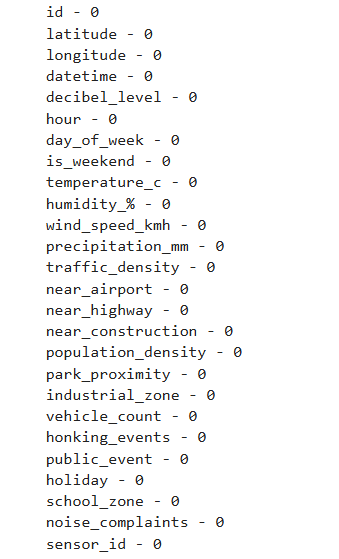 id - 0
latitude - 0
longitude - 0
datetime - 0
decibel_level - 0
hour - 0
day_of_week - 0
is_weekend - 0
temperature_c - 0
humidity_% - 0
wind_speed_kmh - 0
precipitation_mm - 0
traffic_density - 0
near_airport - 0
near_highway - 0
near_construction - 0
population_density - 0
park_proximity - 0
industrial_zone - 0
vehicle_count - 0
honking_events - 0
public_event - 0
holiday - 0
school_zone - 0
noise_complaints - 0
sensor_id - 0